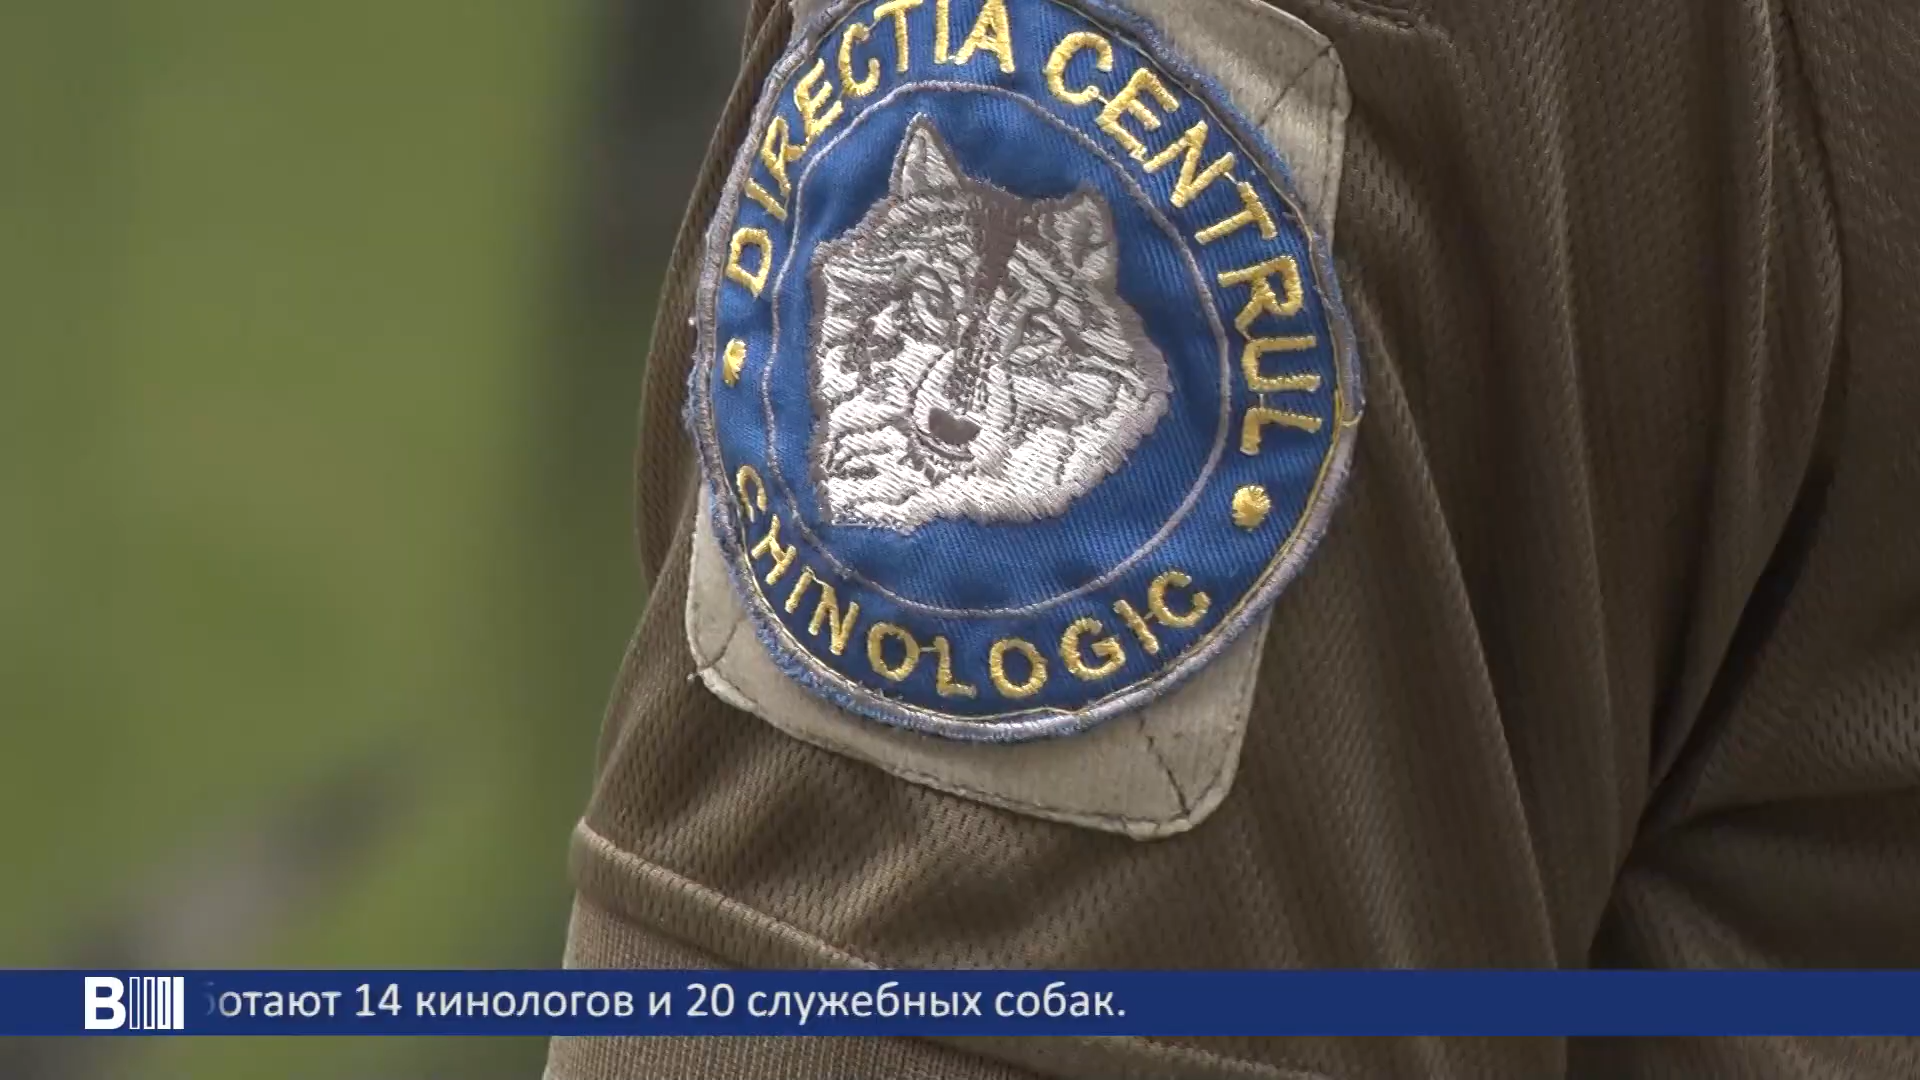 DIRECTIA CENTRUL
CHINOLOGIC
ботают 14 кинологов и 20 служебных собак.